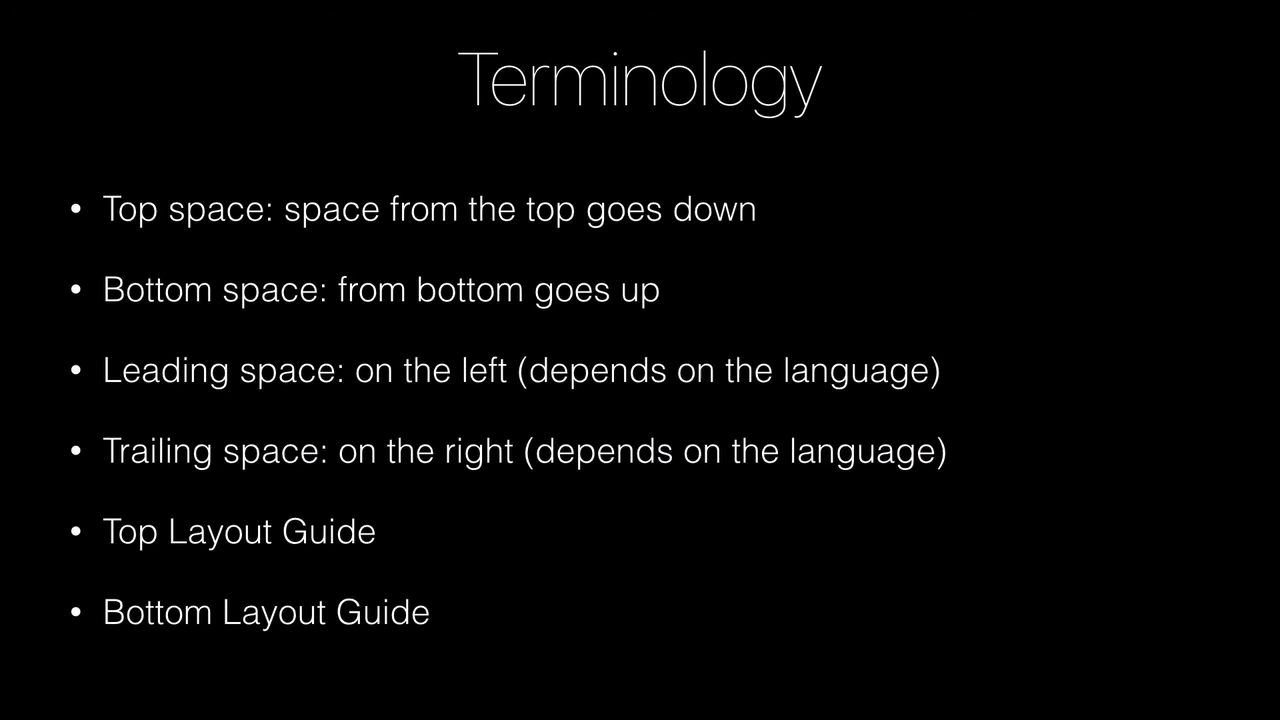 Terminology
• Top space: space from the top goes down
• Bottom space: from bottom goes up
• Leading space: on the left (depends on the language)
• Trailing space: on the right (depends on the language)
• Top Layout Guide
• Bottom Layout Guide